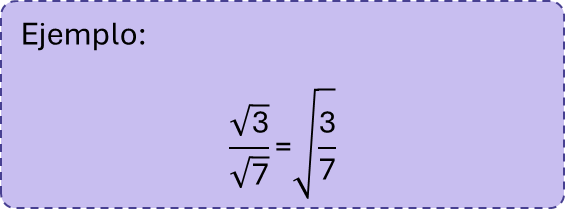 Ejemplo:
√3/√7 = √(3/7)